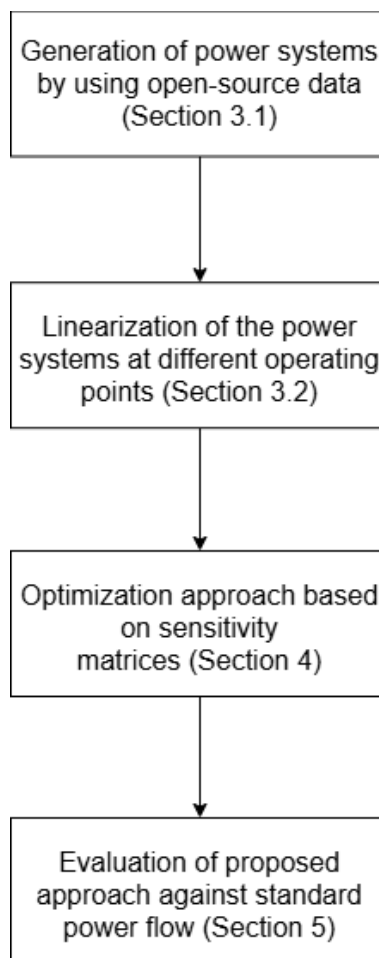 Generation of power systems
by using open-source data
(Section 3.1)
Linearization of the power
systems at different operating
points (Section 3.2)
Optimization approach based
on sensitivity
matrices (Section 4)
Evaluation of proposed
approach against standard
power flow (Section 5)